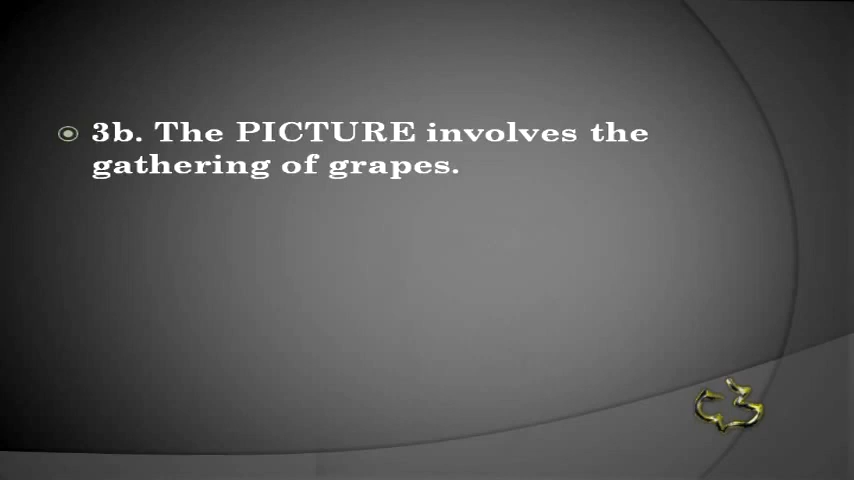 3b. The PICTURE involves the
gathering of grapes.